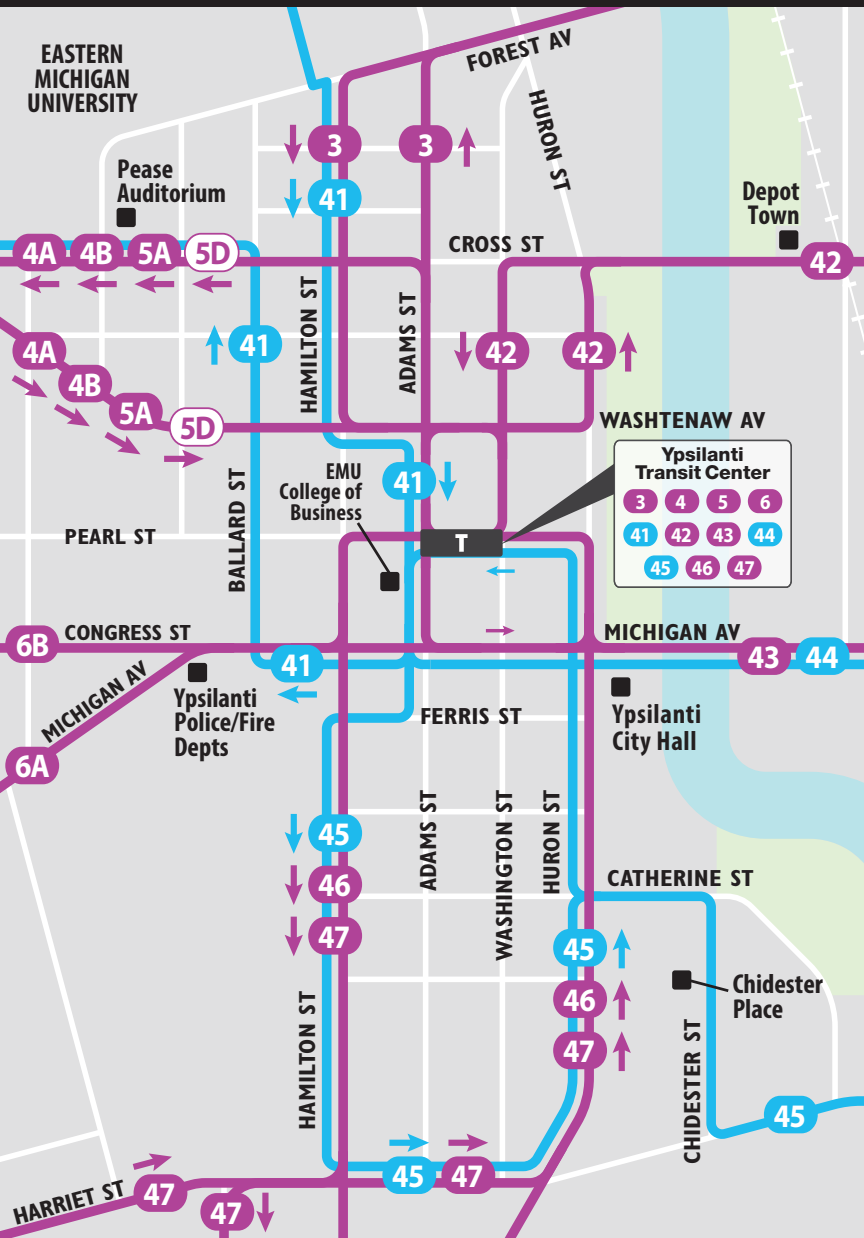 EASTERN
MICHIGAN
UNIVERSITY
FOREST AV
HURON ST
3
3
41
Pease
Auditorium
Depot
Town
4A
4B
5A
5D
CROSS ST
42
HAMILTON ST
ADAMS ST
41
42
42
4A
4B
5A
5D
WASHTENAW AV
Ypsilanti
Transit Center
3
4
5
6
41
42
43
44
45
46
47
EMU
College of
Business
41
BALLARD ST
PEARL ST
T
6B
CONGRESS ST
MICHIGAN AV
43
44
41
MICHIGAN AV
Ypsilanti
Police/Fire
Depts
FERRIS ST
Ypsilanti
City Hall
6A
45
46
47
ADAMS ST
WASHINGTON ST
HURON ST
CATHERINE ST
45
46
47
Chidester
Place
HAMILTON ST
CHIDESTER ST
45
45
47
HARRIET ST
47
47